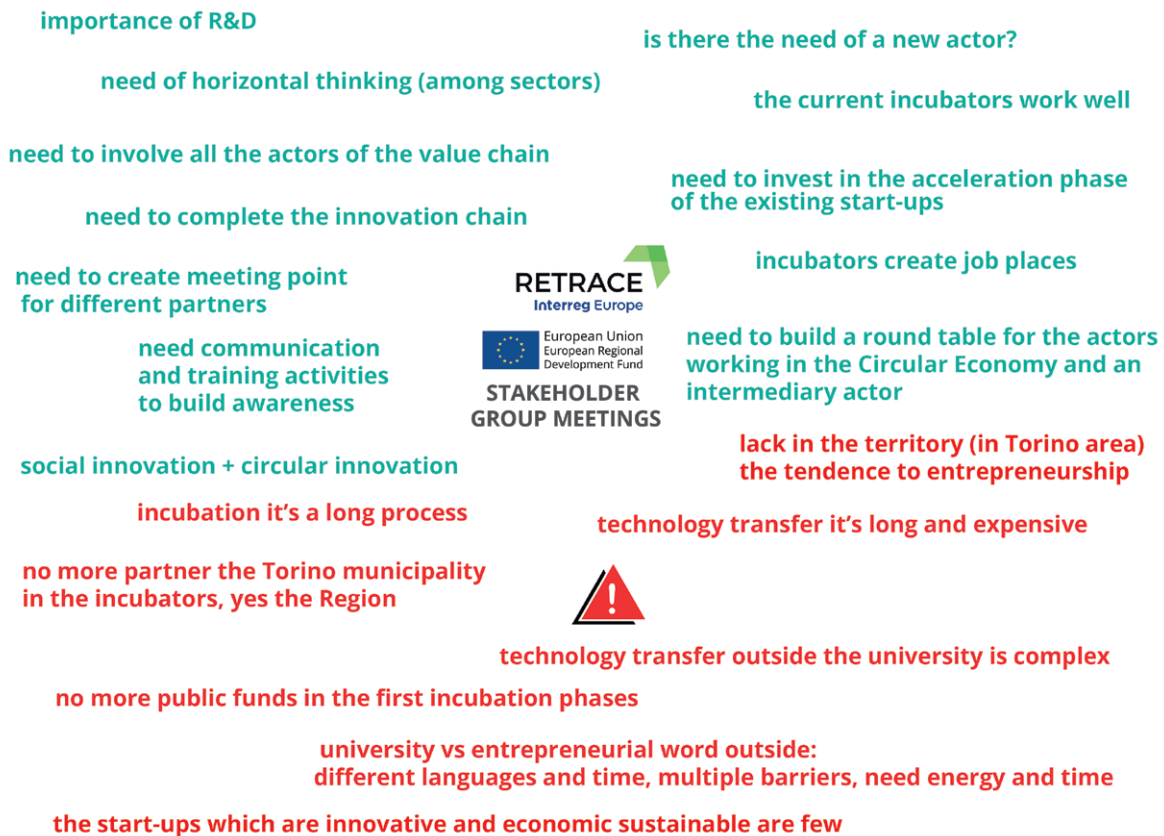 importance of R&D
is there the need of a new actor?
need of horizontal thinking (among sectors)
the current incubators work well
need to involve all the actors of the value chain
need to invest in the acceleration phase
of the existing start-ups
need to complete the innovation chain
incubators create job places
need to create meeting point
for different partners
RETRACE
Interreg Europe
European Union
European Regional
Development Fund
STAKEHOLDER
GROUP MEETINGS
need to build a round table for the actors
working in the Circular Economy and an
intermediary actor
need communication
and training activities
to build awareness
lack in the territory (in Torino area)
the tendence to entrepreneurship
social innovation + circular innovation
incubation it's a long process
technology transfer it's long and expensive
no more partner the Torino municipality
in the incubators, yes the Region
!
technology transfer outside the university is complex
no more public funds in the first incubation phases
university vs entrepreneurial word outside:
different languages and time, multiple barriers, need energy and time
the start-ups which are innovative and economic sustainable are few